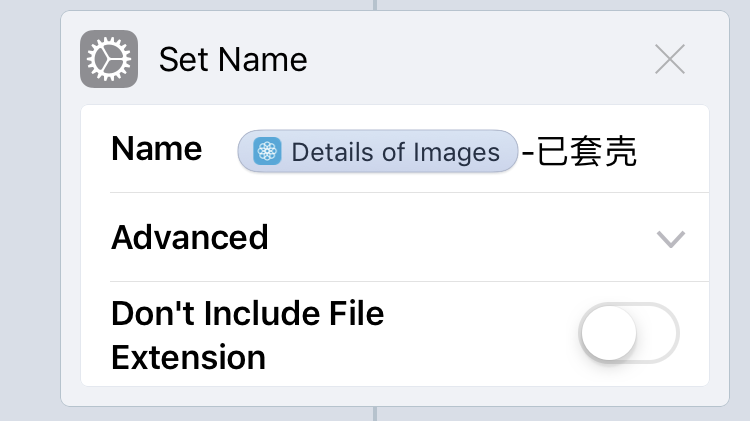 Set Name
Name Details of Images -已套壳
Advanced
Don't Include File
Extension